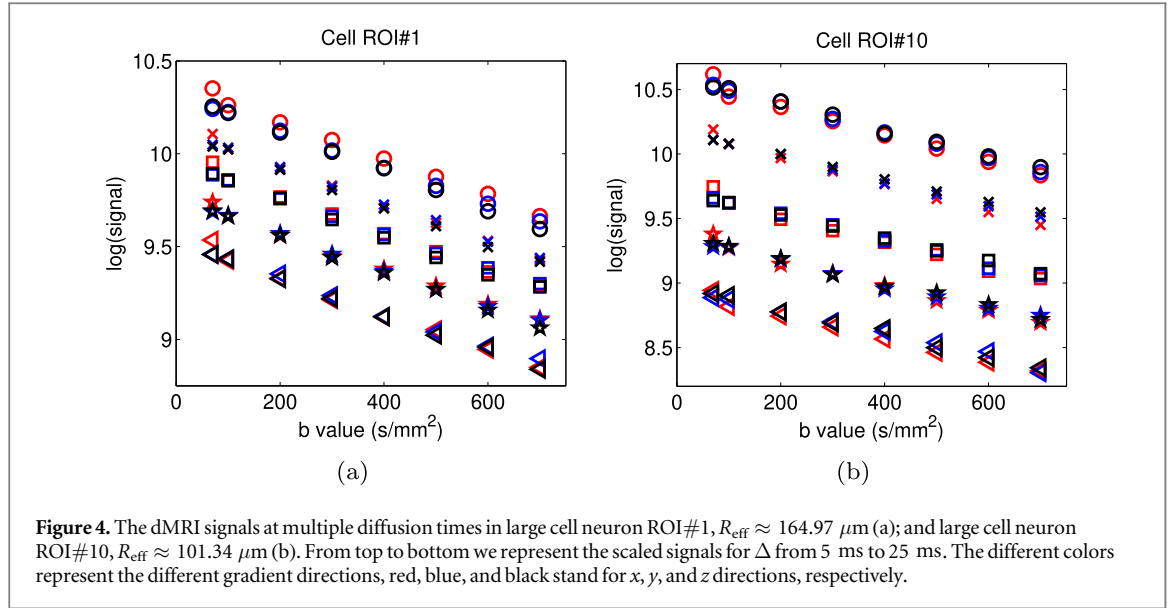 Cell ROI#1
10.5
10
9.5
9
log(signal)
0
200
400
600
b value (s/mm²)
(a)
Cell ROI#10
10.5
10
9.5
9
8.5
log(signal)
0
200
400
600
b value (s/mm²)
(b)
Figure 4. The dMRI signals at multiple diffusion times in large cell neuron ROI#1, R_eff ≈ 164.97 μm (a); and large cell neuron
ROI#10, R_eff ≈ 101.34 μm (b). From top to bottom we represent the scaled signals for Δ from 5 ms to 25 ms. The different colors
represent the different gradient directions, red, blue, and black stand for x, y, and z directions, respectively.